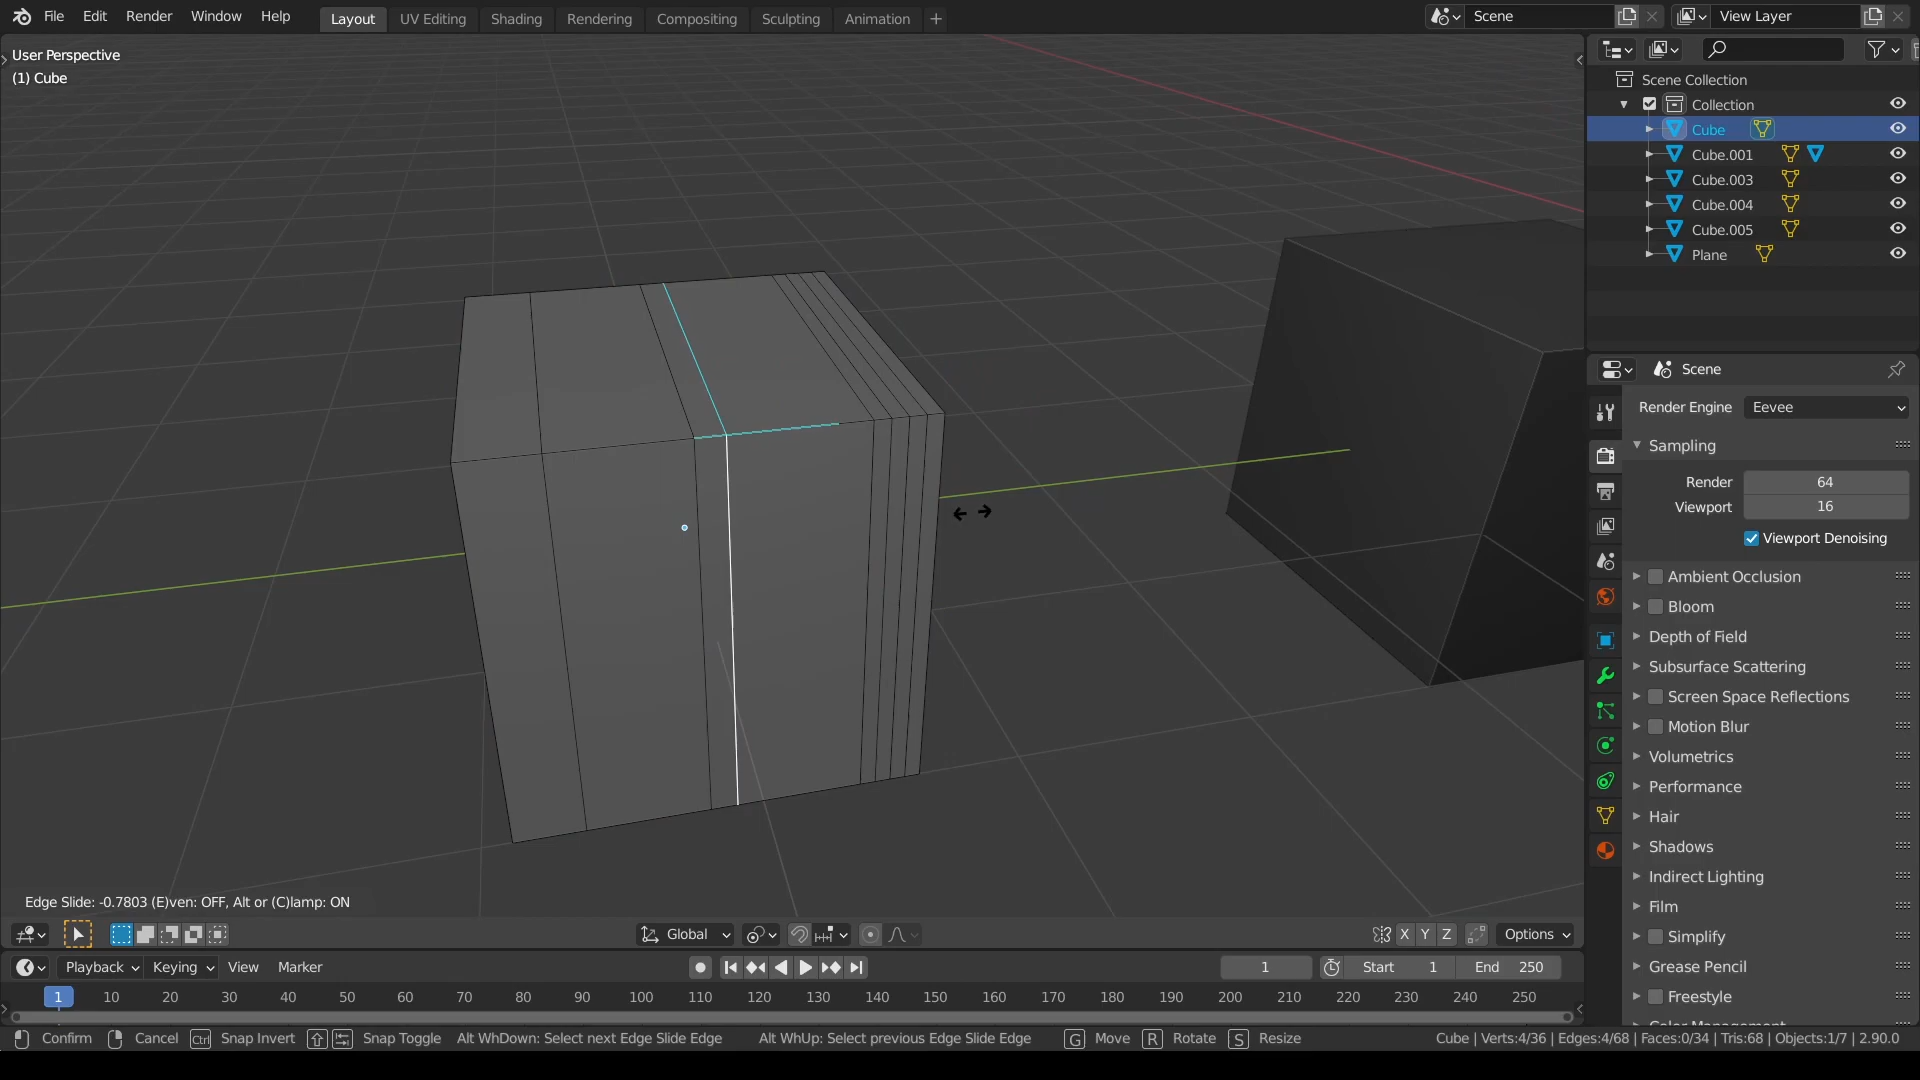 File Edit Render Window Help Layout UV Editing Shading Rendering Compositing Sculpting Animation + Scene View Layer
User Perspective
(1) Cube
Scene Collection
Collection
Cube
Cube.001
Cube.003
Cube.004
Cube.005
Plane
Scene
Render Engine Eevee
Sampling
Render 64
Viewport 16
Viewport Denoising
Ambient Occlusion
Bloom
Depth of Field
Subsurface Scattering
Screen Space Reflections
Motion Blur
Volumetrics
Performance
Hair
Shadows
Indirect Lighting
Film
Simplify
Grease Pencil
Freestyle
Edge Slide: -0.7803 (E)ven: OFF, Alt or (C)lamp: ON
Global X Y Z Options
Playback Keying View Marker 1 Start 1 End 250
1 10 20 30 40 50 60 70 80 90 100 110 120 130 140 150 160 170 180 190 200 210 220 230 240 250
Confirm Cancel Ctrl Snap Invert Snap Toggle Alt WhDown: Select next Edge Slide Edge Alt WhUp: Select previous Edge Slide Edge G Move R Rotate S Resize Cube | Verts:4/36 | Edges:4/68 | Faces:0/34 | Tris:68 | Objects:1/7 | 2.90.0